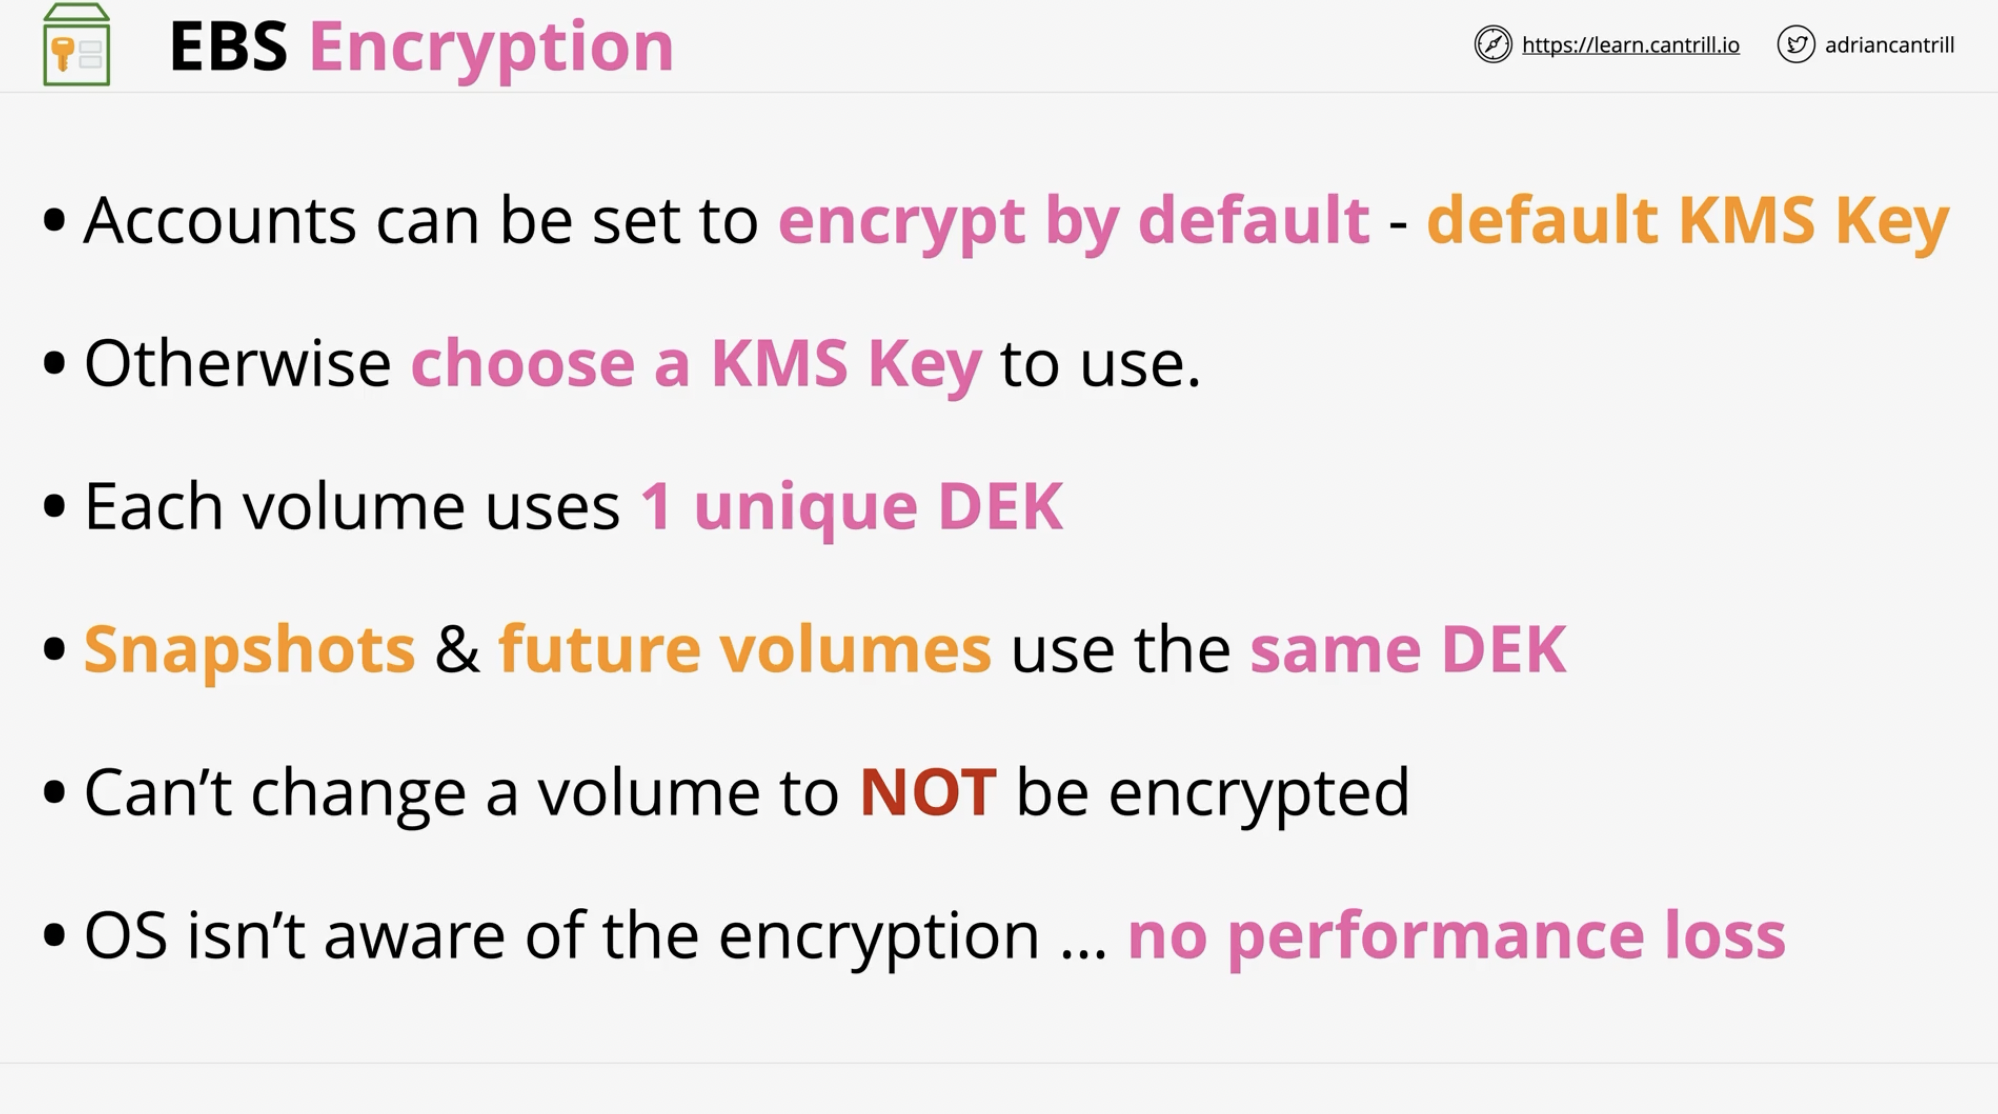 EBS Encryption
https://learn.cantrill.io
adriancantrill
• Accounts can be set to encrypt by default - default KMS Key
• Otherwise choose a KMS Key to use.
• Each volume uses 1 unique DEK
• Snapshots & future volumes use the same DEK
• Can’t change a volume to NOT be encrypted
• OS isn’t aware of the encryption … no performance loss